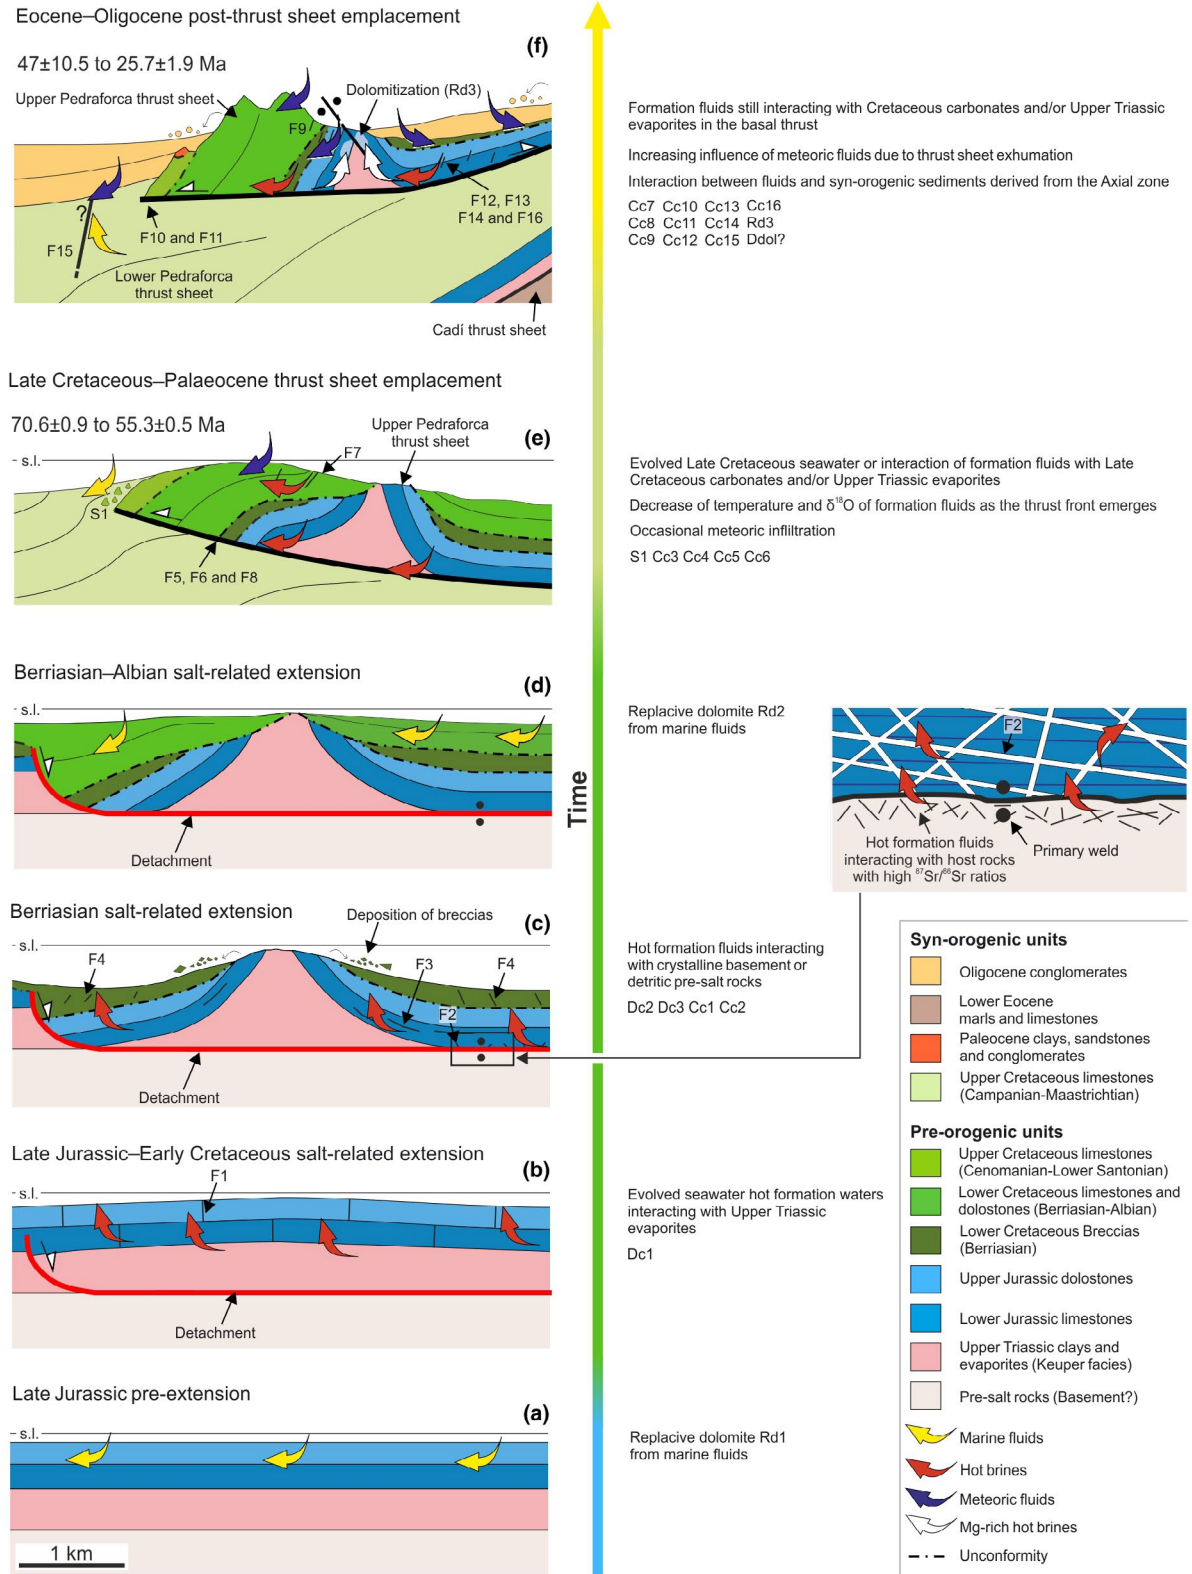 Eocene–Oligocene post-thrust sheet emplacement
(f)
47±10.5 to 25.7±1.9 Ma
Upper Pedraforca thrust sheet
Dolomitization (Rd3)
F9
F12, F13
F14 and F16
?
F15
F10 and F11
Lower Pedraforca
thrust sheet
Cadí thrust sheet
Formation fluids still interacting with Cretaceous carbonates and/or Upper Triassic
evaporites in the basal thrust
Increasing influence of meteoric fluids due to thrust sheet exhumation
Interaction between fluids and syn-orogenic sediments derived from the Axial zone
Cc7 Cc10 Cc13 Cc16
Cc8 Cc11 Cc14 Rd3
Cc9 Cc12 Cc15 Ddol?
Late Cretaceous–Palaeocene thrust sheet emplacement
70.6±0.9 to 55.3±0.5 Ma
Upper Pedraforca
thrust sheet
(e)
s.l.
F7
S1
F5, F6 and F8
Evolved Late Cretaceous seawater or interaction of formation fluids with Late
Cretaceous carbonates and/or Upper Triassic evaporites
Decrease of temperature and δ¹⁸O of formation fluids as the thrust front emerges
Occasional meteoric infliltration
S1 Cc3 Cc4 Cc5 Cc6
Berriasian–Albian salt-related extension
(d)
s.l.
Detachment
Replacive dolomite Rd2
from marine fluids
Time
F2
Hot formation fluids
interacting with host rocks
with high ⁸⁷Sr/⁸⁶Sr ratios
Primary weld
Berriasian salt-related extension
Deposition of breccias
(c)
s.l.
F4
F3
F4
F2
Detachment
Hot formation fluids interacting
with crystalline basement or
detritic pre-salt rocks
Dc2 Dc3 Cc1 Cc2
Late Jurassic–Early Cretaceous salt-related extension
(b)
F1
s.l.
Detachment
Evolved seawater hot formation waters
interacting with Upper Triassic
evaporites
Dc1
Late Jurassic pre-extension
(a)
s.l.
1 km
Replacive dolomite Rd1
from marine fluids
Syn-orogenic units
Oligocene conglomerates
Lower Eocene
marls and limestones
Paleocene clays, sandstones
and conglomerates
Upper Cretaceous limestones
(Campanian-Maastrichtian)
Pre-orogenic units
Upper Cretaceous limestones
(Cenomanian-Lower Santonian)
Lower Cretaceous limestones and
dolostones (Berriasian-Albian)
Lower Cretaceous Breccias
(Berriasian)
Upper Jurassic dolostones
Lower Jurassic limestones
Upper Triassic clays and
evaporites (Keuper facies)
Pre-salt rocks (Basement?)
Marine fluids
Hot brines
Meteoric fluids
Mg-rich hot brines
Unconformity